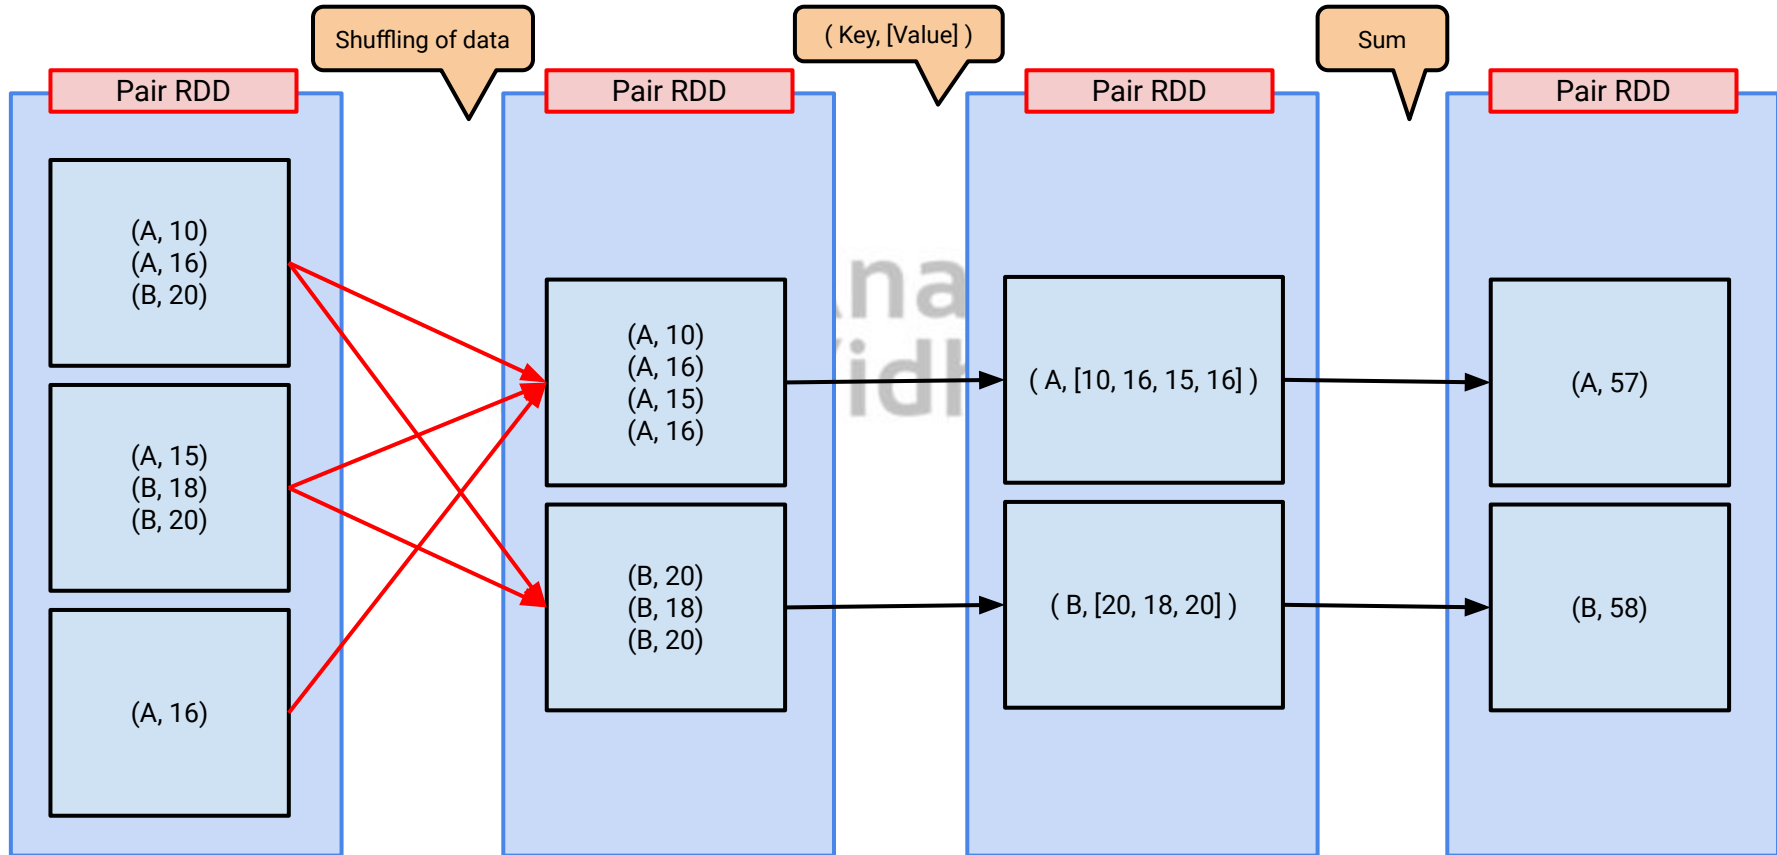 Shuffling of data
( Key, [Value] )
Sum
Pair RDD
Pair RDD
Pair RDD
Pair RDD
(A, 10)
(A, 16)
(B, 20)
(A, 15)
(B, 18)
(B, 20)
(A, 16)
(A, 10)
(A, 16)
(A, 15)
(A, 16)
(B, 20)
(B, 18)
(B, 20)
( A, [10, 16, 15, 16] )
( B, [20, 18, 20] )
(A, 57)
(B, 58)